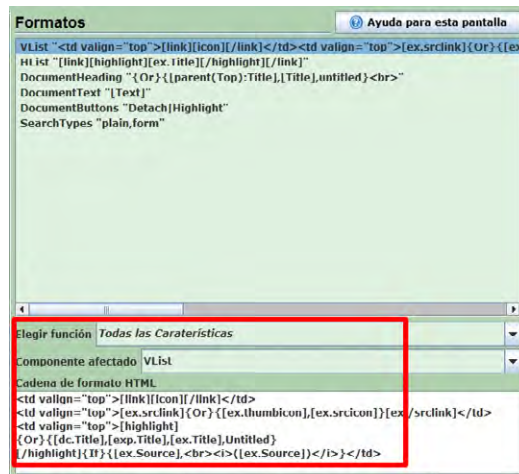 Formatos
Ayuda para esta pantalla
VList "<td valign="top">[link][icon][/link]</td><td valign="top">[ex.srclink]{Or}{[ex
HList "[link][highlight][ex.Title][/highlight][/link]"
DocumentHeading "{Or}{[parent(Top):Title],[Title],untitled}<br>"
DocumentText "[Text]"
DocumentButtons "Detach|Highlight"
SearchTypes "plain,form"
Elegir función Todas las Caraterísticas
Componente afectado VList
Cadena de formato HTML
<td valign="top">[link][icon][/link]</td>
<td valign="top">[ex.srclink]{Or}{[ex.thumbicon],[ex.srcicon]}[ex./srclink]</td>
<td valign="top">[highlight]
{Or}{[dc.Title],[exp.Title],[ex.Title],Untitled}
[/highlight]{If}{[ex.Source],<br><i>([ex.Source])</i>}</td>